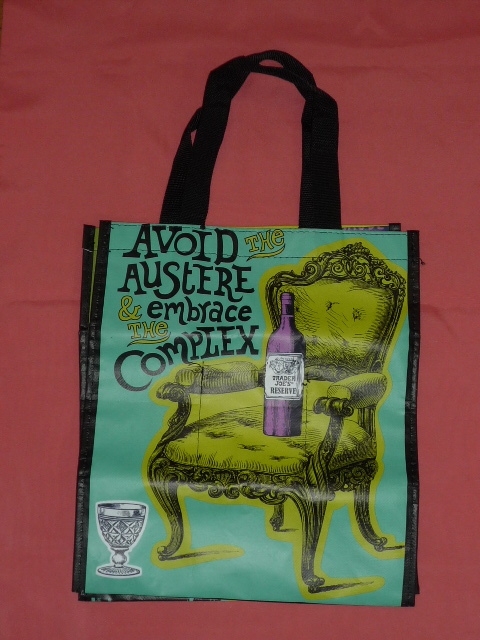 AVOID THE
AUSTERE
& embrace
THE
COMPLEX
TRADER
JOE'S
RESERVE